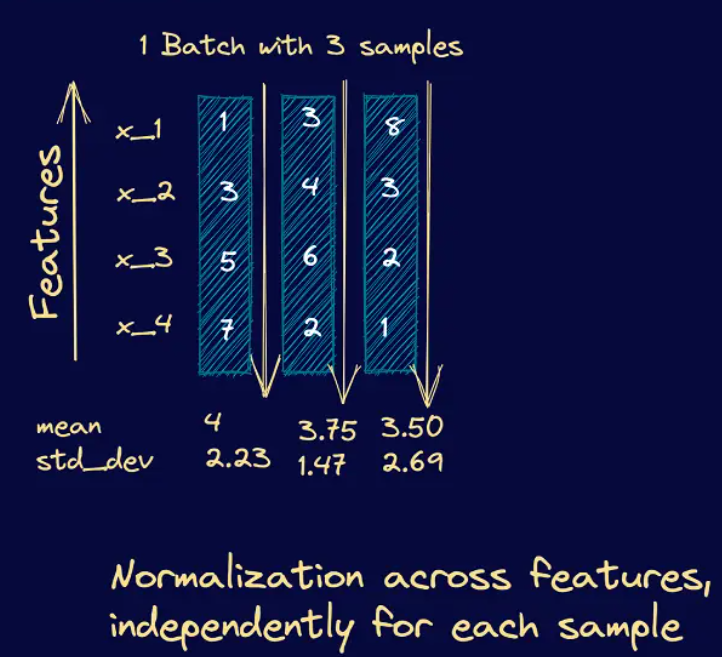 1 Batch with 3 samples
Features
x_1 1 3 8
x_2 3 4 3
x_3 5 6 2
x_4 7 2 1
mean 4 3.75 3.50
std_dev 2.23 1.47 2.69
Normalization across features,
independently for each sample